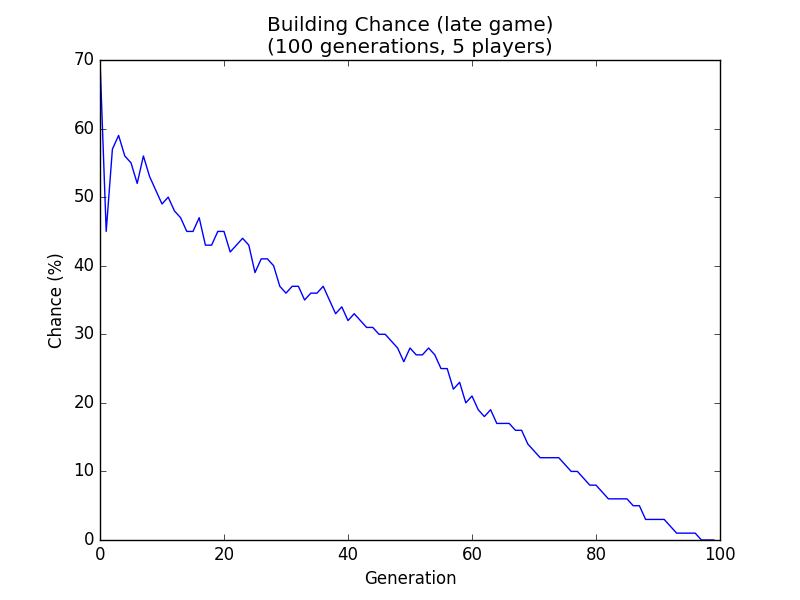 Building Chance (late game)
(100 generations, 5 players)
70
60
50
40
30
20
10
0
Chance (%)
0 20 40 60 80 100
Generation